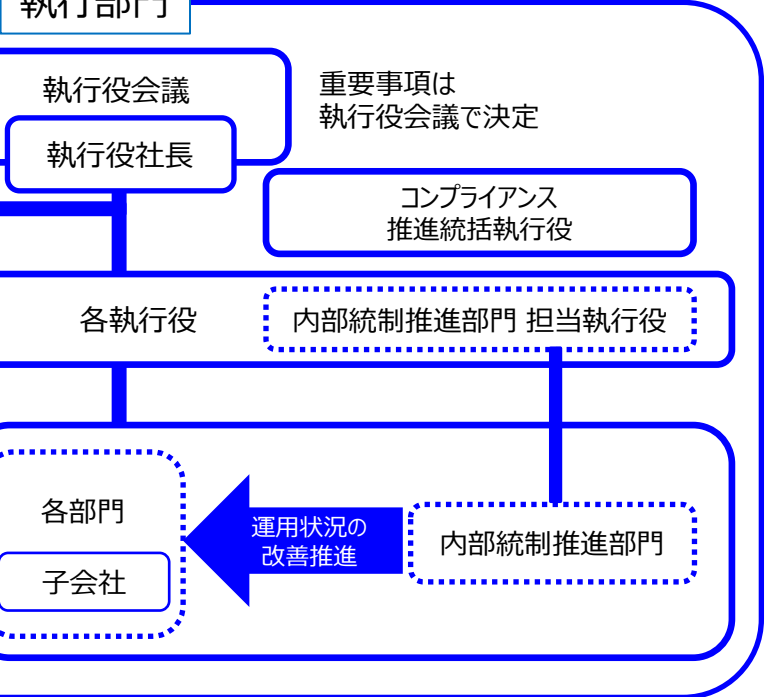 執行部門
執行役会議
重要事項は
執行役会議で決定
執行役社長
コンプライアンス
推進統括執行役
各執行役
内部統制推進部門 担当執行役
各部門
運用状況の
改善推進
内部統制推進部門
子会社